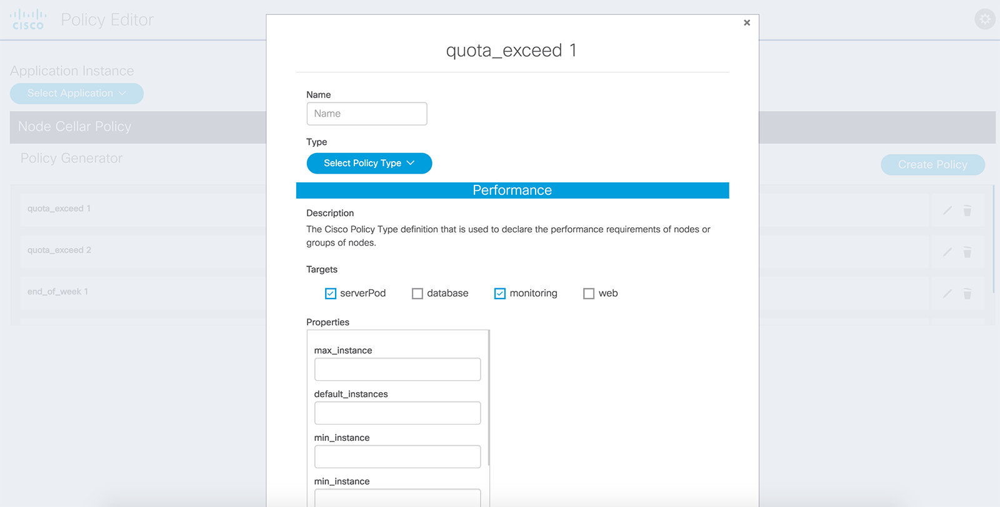 CISCO
Policy Editor
Application Instance
Select Application
Node Cellar Policy
Policy Generator
Create Policy
quota_exceed 1
quota_exceed 2
end_of_week 1
×
quota_exceed 1
Name
Name
Type
Select Policy Type
Performance
Description
The Cisco Policy Type definition that is used to declare the performance requirements of nodes or
groups of nodes.
Targets
serverPod database monitoring web
Properties
max_instance
default_instances
min_instance
min_instance